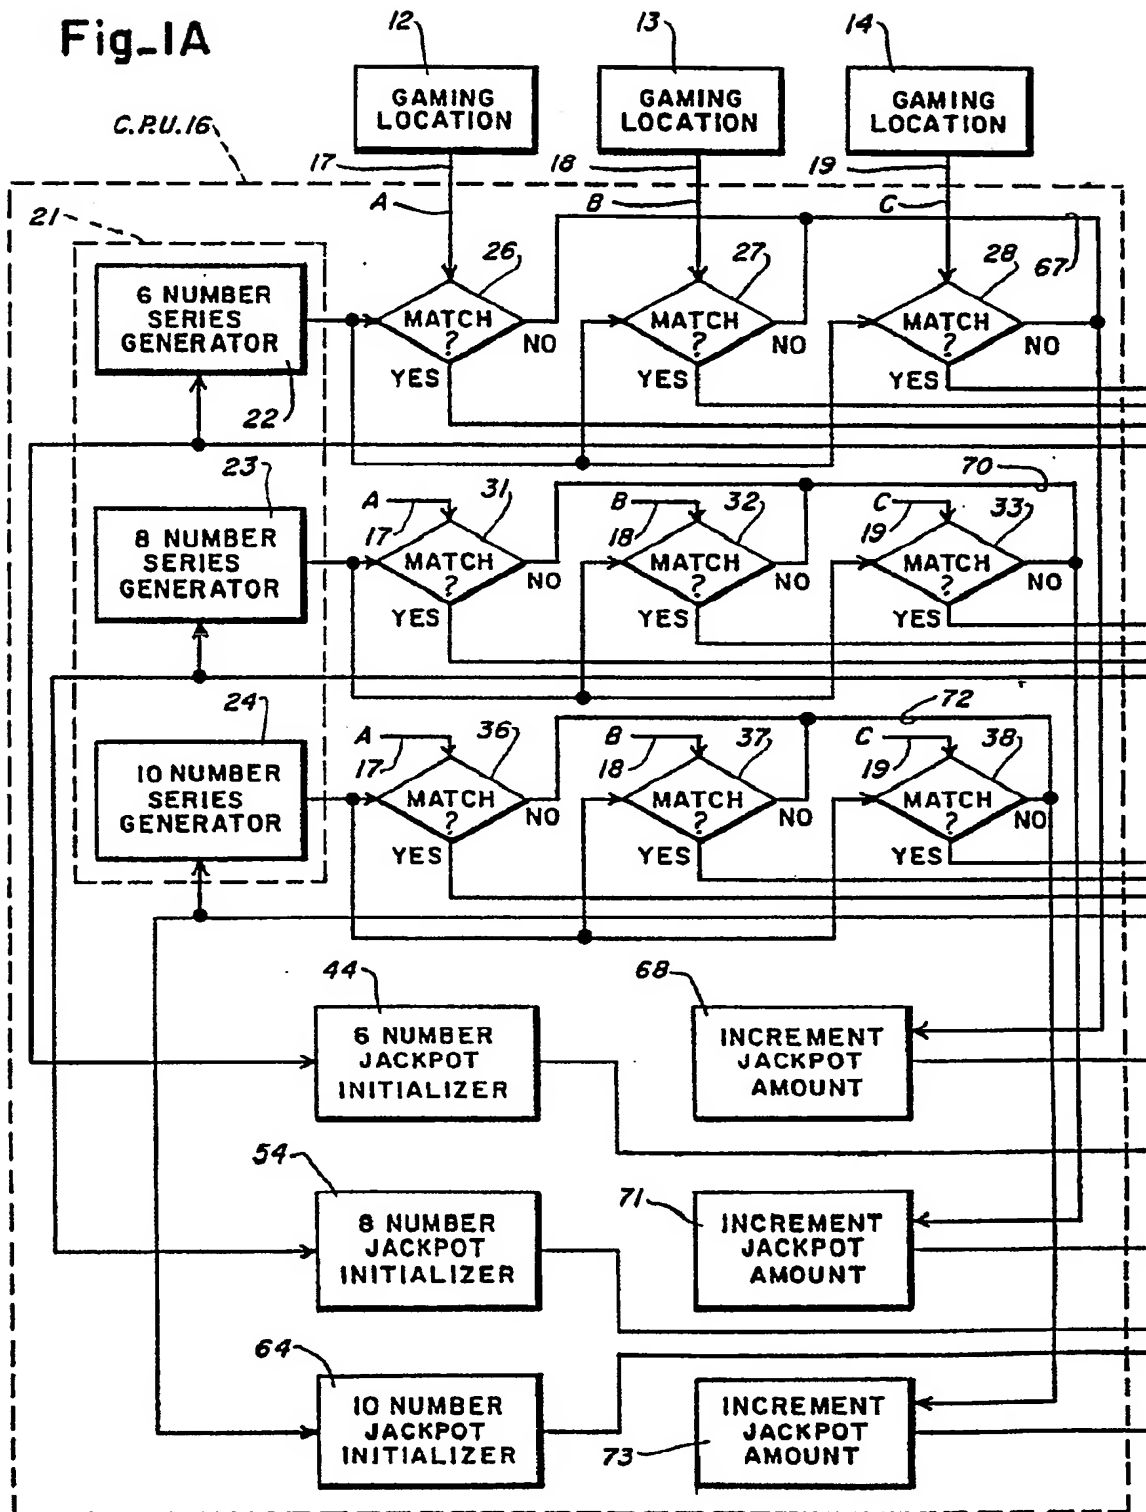 Fig_1A
12
13
14
GAMING
LOCATION
GAMING
LOCATION
GAMING
LOCATION
C.P.U.16
17
18
19
21
A
B
C
67
6 NUMBER
SERIES
GENERATOR
22
26
MATCH
?
NO
YES
27
MATCH
?
NO
YES
28
MATCH
?
NO
YES
23
8 NUMBER
SERIES
GENERATOR
70
A
17
31
MATCH
?
NO
YES
B
18
32
MATCH
?
NO
YES
C
19
33
MATCH
?
NO
YES
24
10 NUMBER
SERIES
GENERATOR
72
A
17
36
MATCH
?
NO
YES
B
18
37
MATCH
?
NO
YES
C
19
38
MATCH
?
NO
YES
44
6 NUMBER
JACKPOT
INITIALIZER
68
INCREMENT
JACKPOT
AMOUNT
54
8 NUMBER
JACKPOT
INITIALIZER
71
INCREMENT
JACKPOT
AMOUNT
64
10 NUMBER
JACKPOT
INITIALIZER
73
INCREMENT
JACKPOT
AMOUNT